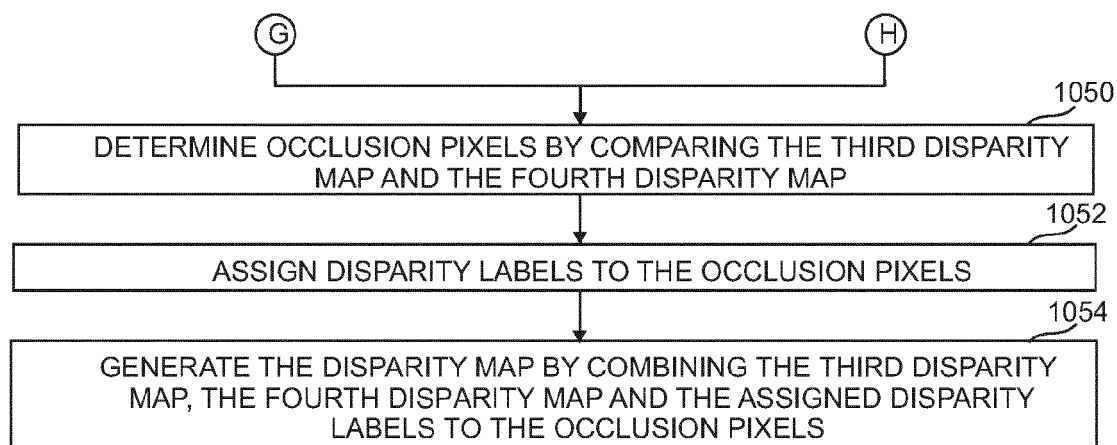 G
H
1050
DETERMINE OCCLUSION PIXELS BY COMPARING THE THIRD DISPARITY
MAP AND THE FOURTH DISPARITY MAP
1052
ASSIGN DISPARITY LABELS TO THE OCCLUSION PIXELS
1054
GENERATE THE DISPARITY MAP BY COMBINING THE THIRD DISPARITY
MAP, THE FOURTH DISPARITY MAP AND THE ASSIGNED DISPARITY
LABELS TO THE OCCLUSION PIXELS